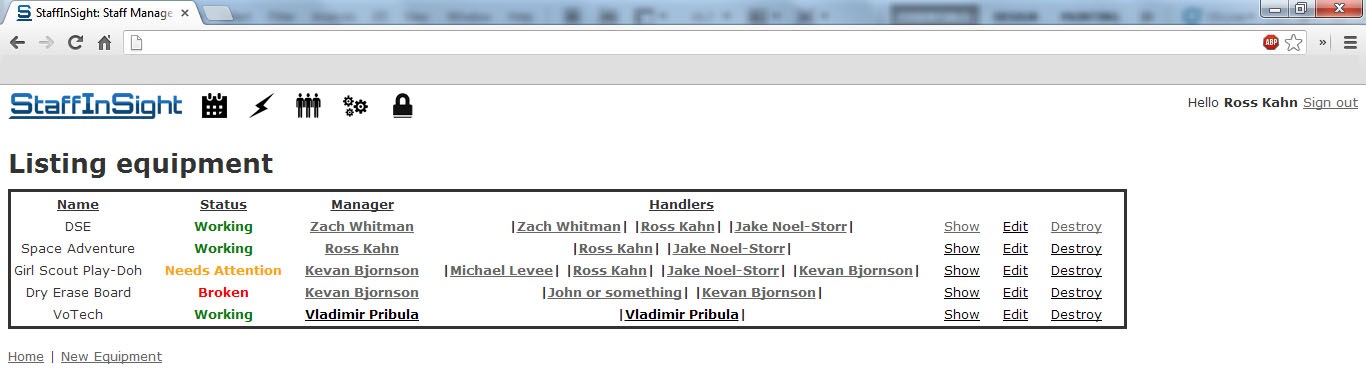 StaffInSight: Staff Manage
ABP
»
StaffInSight
Hello Ross Kahn Sign out
Listing equipment
Name Status Manager Handlers
DSE Working Zach Whitman |Zach Whitman| |Ross Kahn| |Jake Noel-Storr| Show Edit Destroy
Space Adventure Working Ross Kahn |Ross Kahn| |Jake Noel-Storr| Show Edit Destroy
Girl Scout Play-Doh Needs Attention Kevan Bjornson |Michael Levee| |Ross Kahn| |Jake Noel-Storr| |Kevan Bjornson| Show Edit Destroy
Dry Erase Board Broken Kevan Bjornson |John or something| |Kevan Bjornson| Show Edit Destroy
VoTech Working Vladimir Pribula |Vladimir Pribula| Show Edit Destroy
Home | New Equipment